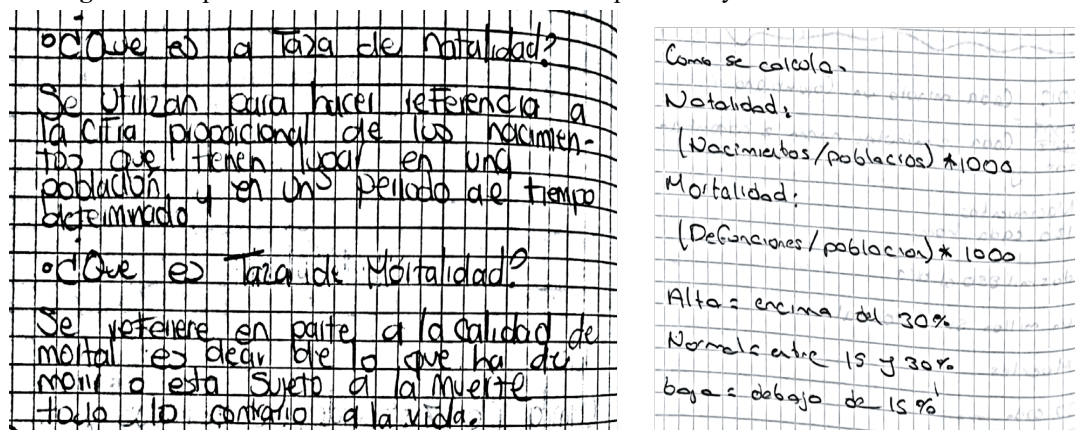 ¿Que es la Taza de natalidad?
Se Utilizan para hacer referencia a
la cifra proporcional de los nacimien-
tos que tienen lugar en una
población y en uns periodo de tiempo
determinado
¿Que es Taza de Mortalidad?
Se refenere en parte a la calidad de
mortal es decir de lo que ha de
morir o esta sujeto a la muerte
todo lo contrario a la vida.
Como se calcula.
Natalidad:
(Nacimientos/poblacios) *1000
Mortalidad:
(Defunciones/poblacion) * 1000
Alta = encima del 30%
Normal = entre 15 y 30%
baja = debajo de 15%